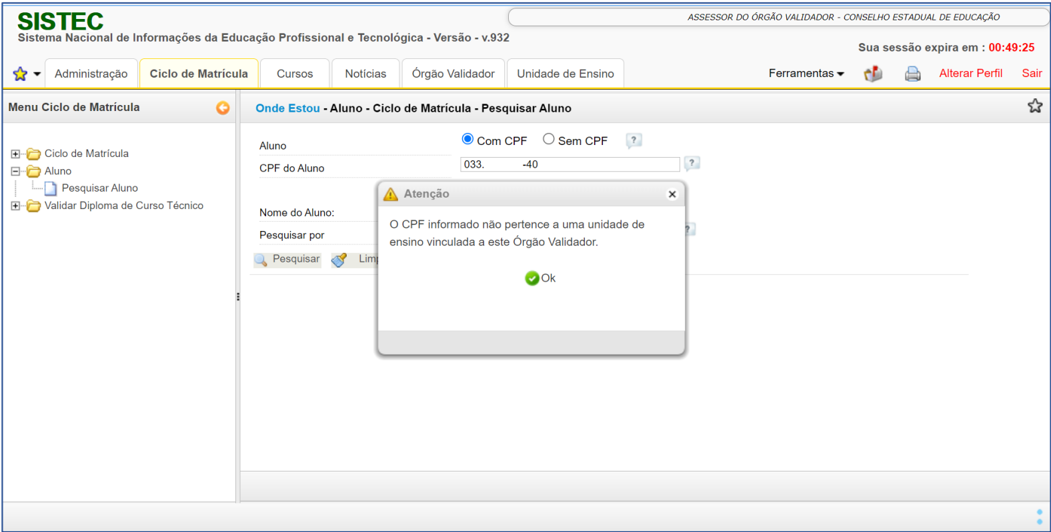 SISTEC
Sistema Nacional de Informações da Educação Profissional e Tecnológica - Versão - v.932
ASSESSOR DO ÓRGÃO VALIDADOR - CONSELHO ESTADUAL DE EDUCAÇÃO
Sua sessão expira em : 00:49:25
Administração Ciclo de Matrícula Cursos Notícias Órgão Validador Unidade de Ensino Ferramentas Alterar Perfil Sair
Menu Ciclo de Matrícula
Ciclo de Matrícula
Aluno
Pesquisar Aluno
Validar Diploma de Curso Técnico
Onde Estou - Aluno - Ciclo de Matrícula - Pesquisar Aluno
Aluno Com CPF Sem CPF ?
CPF do Aluno 033. -40 ?
Nome do Aluno:
Pesquisar por ?
Pesquisar Limp
Atenção x
O CPF informado não pertence a uma unidade de
ensino vinculada a este Órgão Validador.
Ok